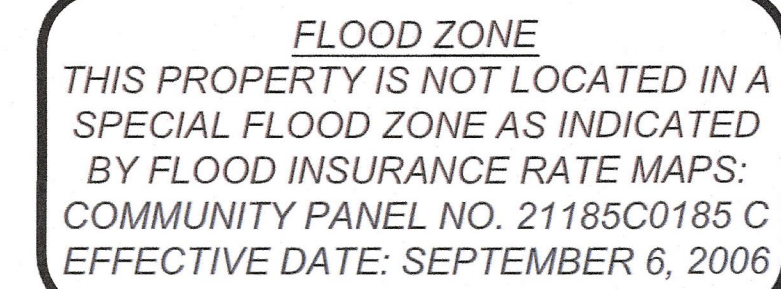 FLOOD ZONE
THIS PROPERTY IS NOT LOCATED IN A
SPECIAL FLOOD ZONE AS INDICATED
BY FLOOD INSURANCE RATE MAPS:
COMMUNITY PANEL NO. 21185C0185 C
EFFECTIVE DATE: SEPTEMBER 6, 2006